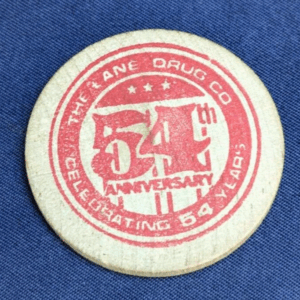 THE LANE DRUG CO
54th
ANNIVERSARY
CELEBRATING 54 YEARS